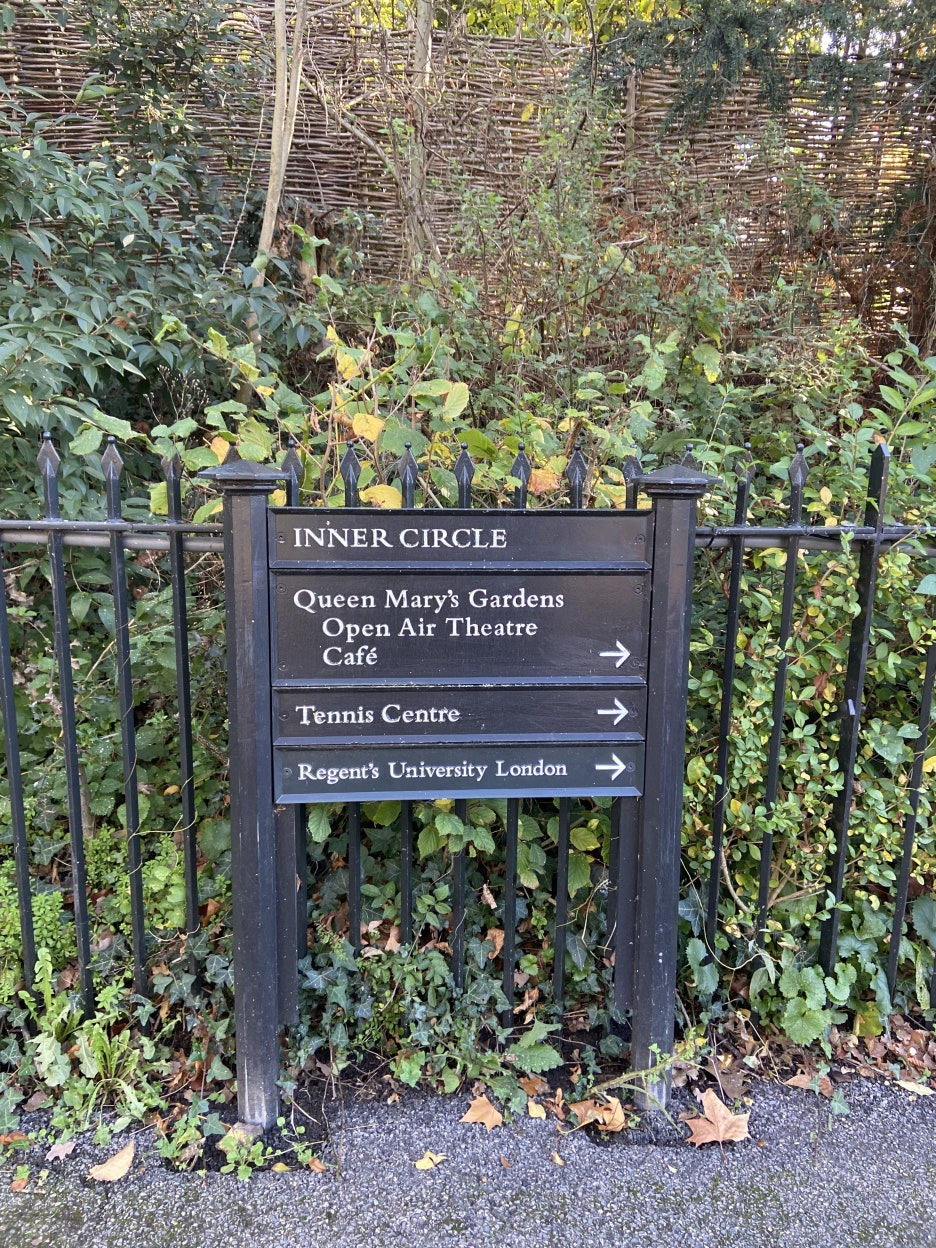 INNER CIRCLE
Queen Mary's Gardens
Open Air Theatre
Café →
Tennis Centre →
Regent's University London →